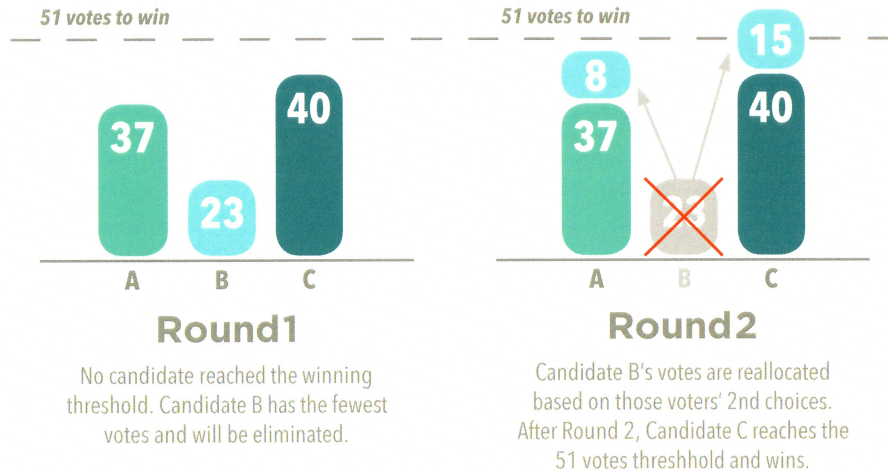 51 votes to win
37
23
40
A
B
C
Round1
No candidate reached the winning
threshold. Candidate B has the fewest
votes and will be eliminated.
51 votes to win
8
15
37
23
40
A
B
C
Round2
Candidate B's votes are reallocated
based on those voters' 2nd choices.
After Round 2, Candidate C reaches the
51 votes threshhold and wins.